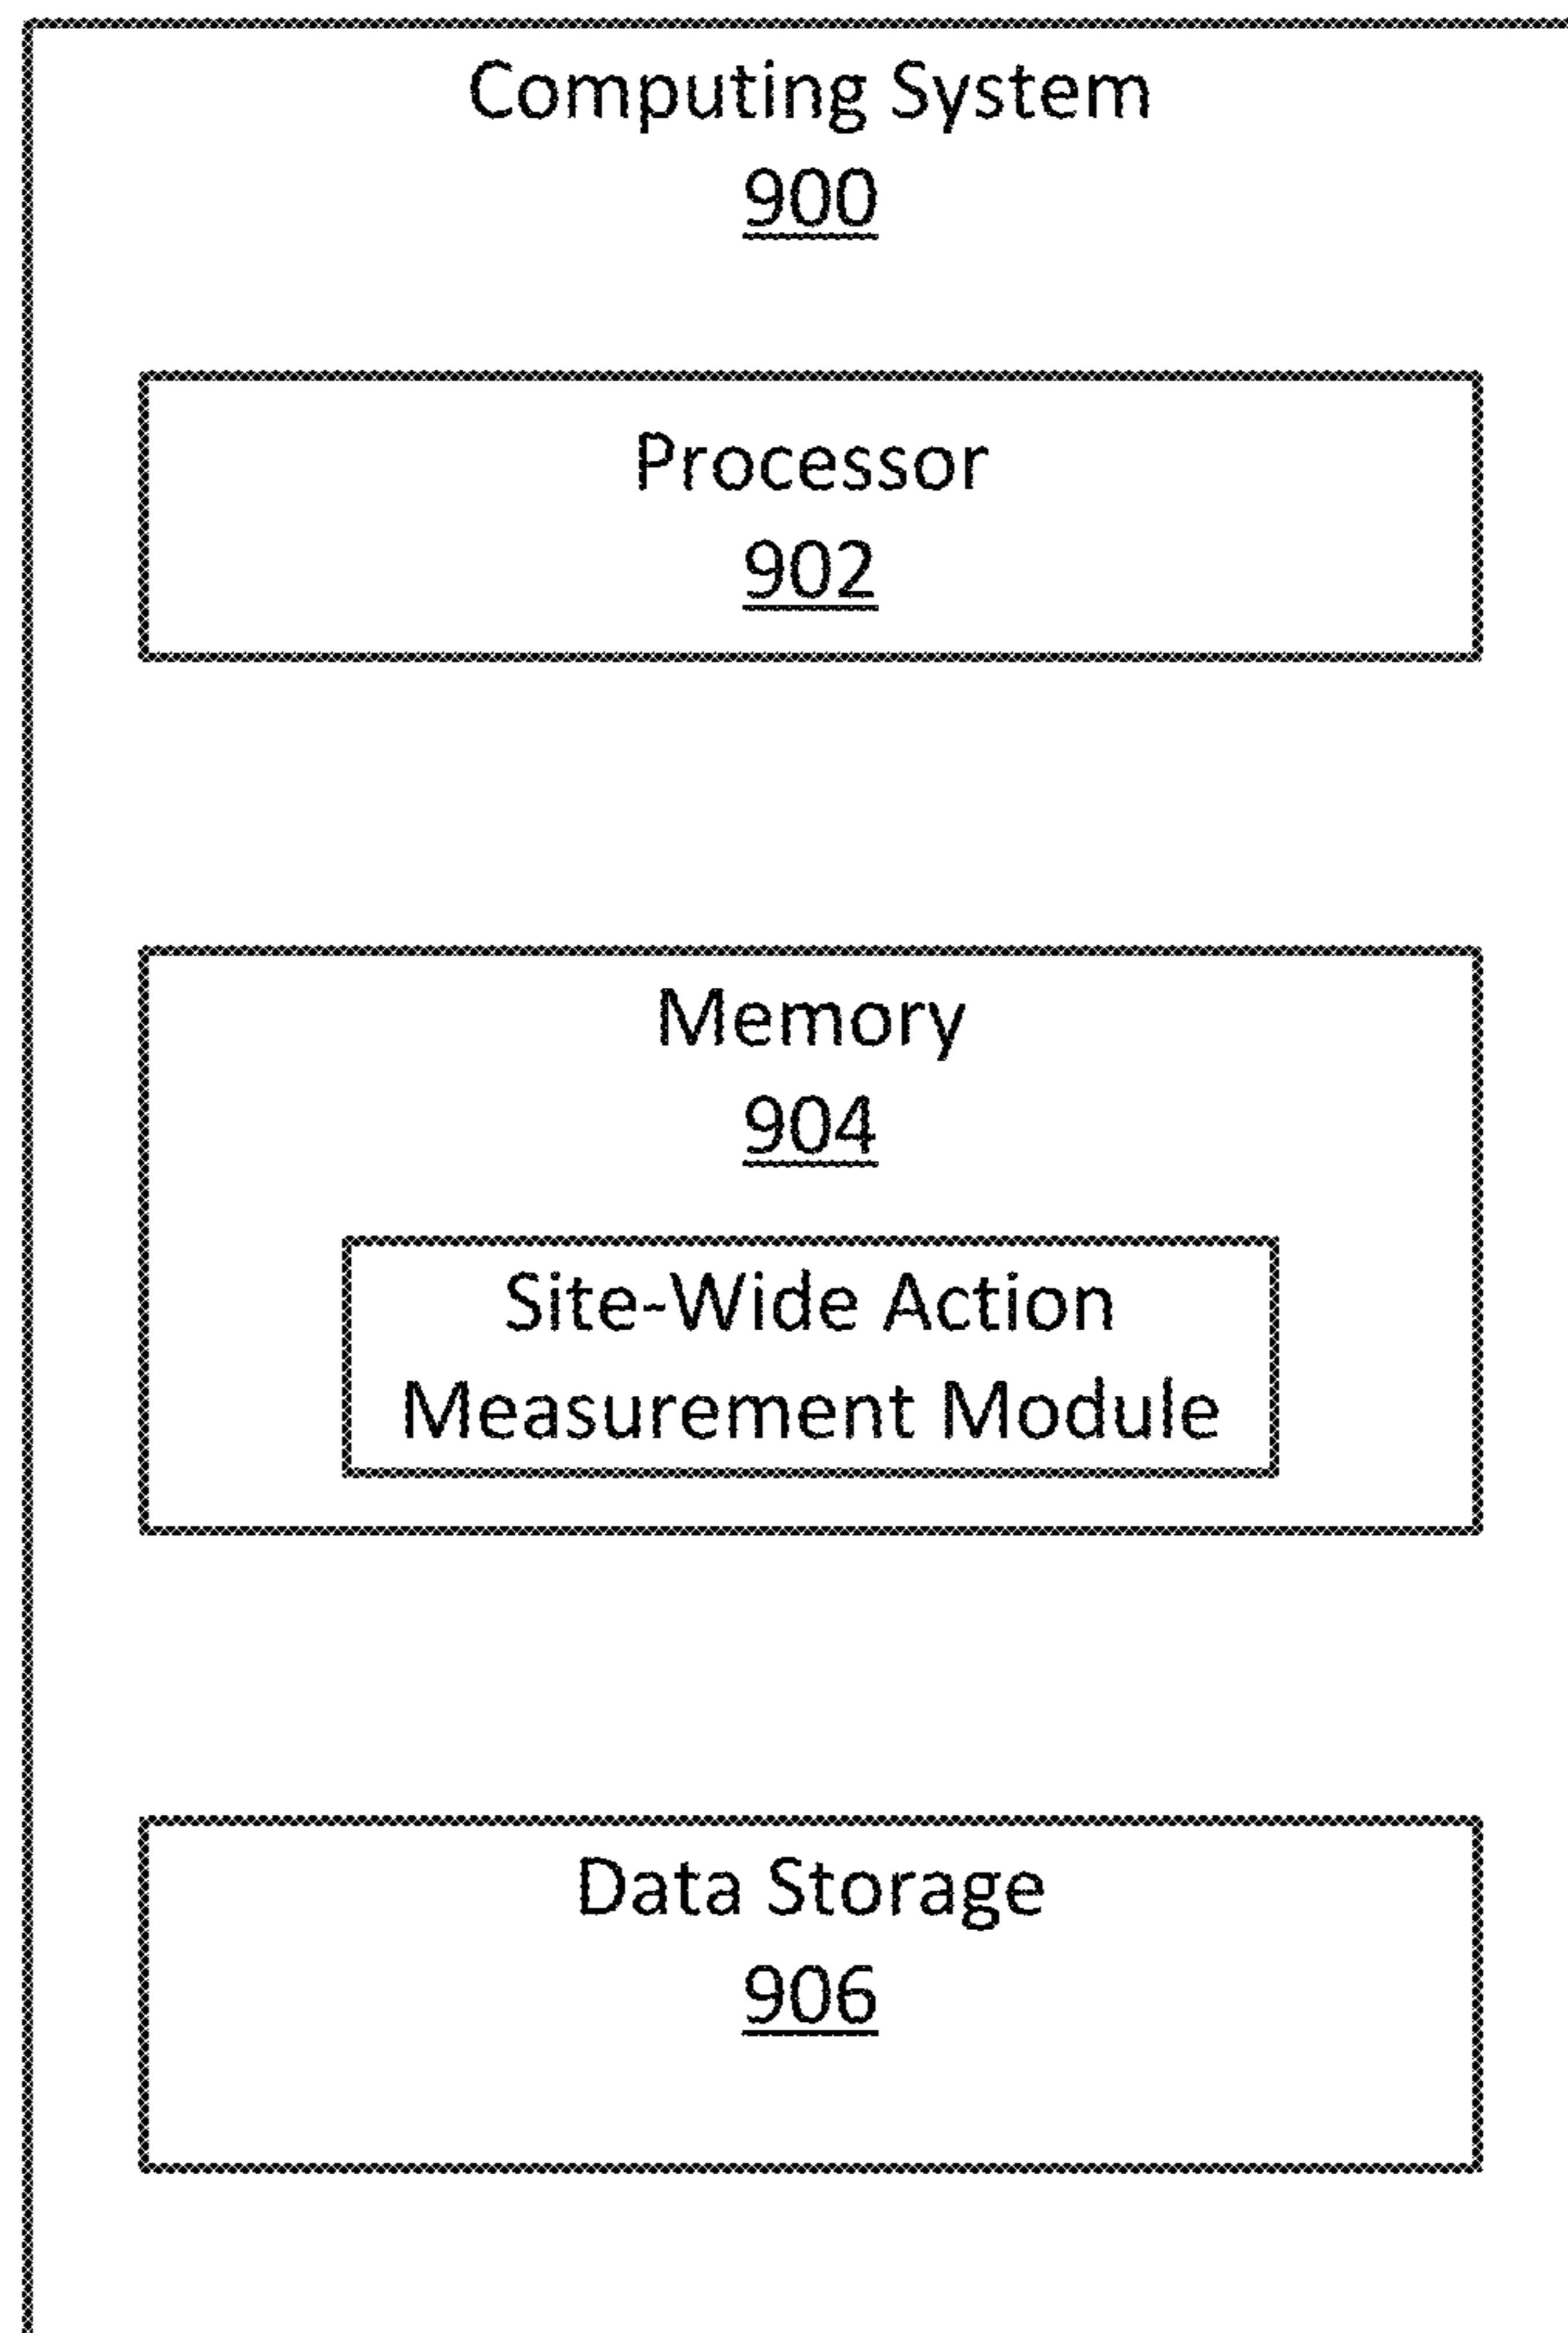 Computing System
900
Processor
902
Memory
904
Site-Wide Action
Measurement Module
Data Storage
906